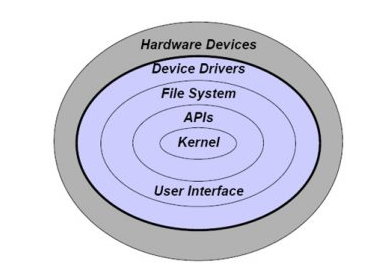 Hardware Devices
Device Drivers
File System
APIs
Kernel
User Interface